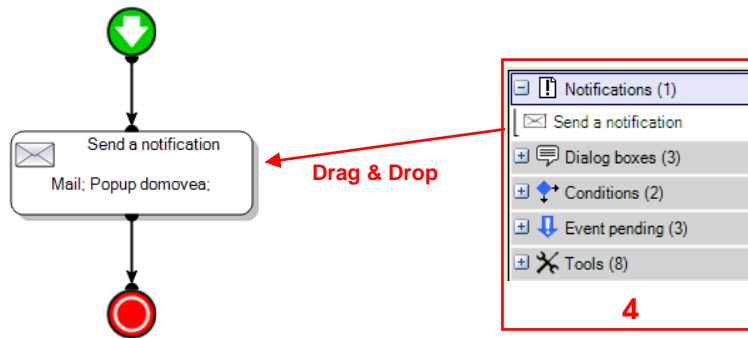 Send a notification
Mail; Popup domovea;
Drag & Drop
Notifications (1)
Send a notification
Dialog boxes (3)
Conditions (2)
Event pending (3)
Tools (8)
4